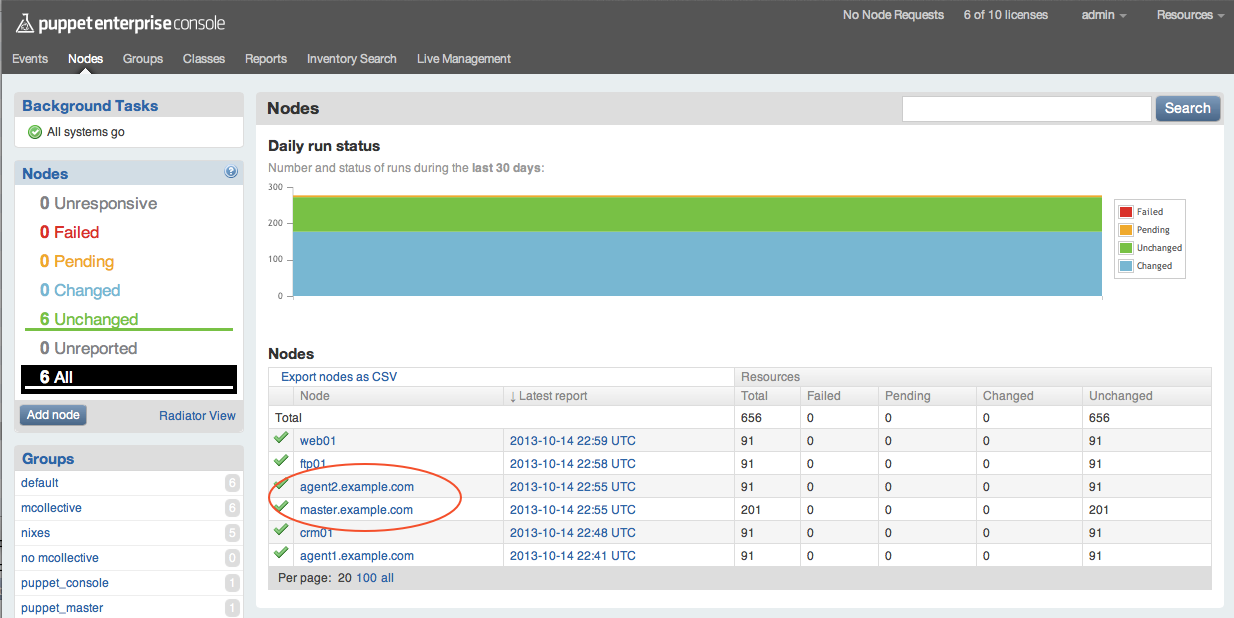 puppet enterprise console
No Node Requests 6 of 10 licenses admin Resources
Events Nodes Groups Classes Reports Inventory Search Live Management
Background Tasks
All systems go
Nodes
0 Unresponsive
0 Failed
0 Pending
0 Changed
6 Unchanged
0 Unreported
6 All
Add node Radiator View
Groups
default 6
mcollective 6
nixes 5
no mcollective 0
puppet_console 1
puppet_master 1
Nodes Search
Daily run status
Number and status of runs during the last 30 days:
300
200
100
0
Failed
Pending
Unchanged
Changed
Nodes
Export nodes as CSV Resources
Node ↓ Latest report Total Failed Pending Changed Unchanged
Total 656 0 0 0 656
web01 2013-10-14 22:59 UTC 91 0 0 0 91
ftp01 2013-10-14 22:58 UTC 91 0 0 0 91
agent2.example.com 2013-10-14 22:55 UTC 91 0 0 0 91
master.example.com 2013-10-14 22:55 UTC 201 0 0 0 201
crm01 2013-10-14 22:48 UTC 91 0 0 0 91
agent1.example.com 2013-10-14 22:41 UTC 91 0 0 0 91
Per page: 20 100 all